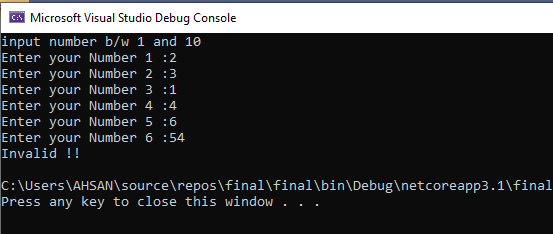 Microsoft Visual Studio Debug Console
input number b/w 1 and 10
Enter your Number 1 :2
Enter your Number 2 :3
Enter your Number 3 :1
Enter your Number 4 :4
Enter your Number 5 :6
Enter your Number 6 :54
Invalid !!
C:\Users\AHSAN\source\repos\final\final\bin\Debug\netcoreapp3.1\final
Press any key to close this window . . .